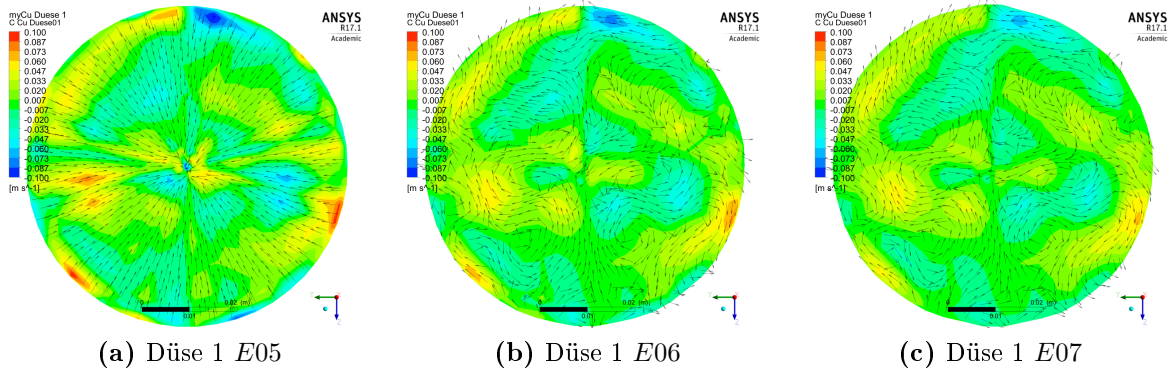 myCu Duese 1
C Cu Duese01
0.100
0.087
0.073
0.060
0.047
0.033
0.020
0.007
-0.007
-0.020
-0.033
-0.047
-0.060
-0.073
-0.087
-0.100
[m s^-1]
ANSYS
R17.1
Academic
0
0.02 (m)
0.01
Y
X
Z
(a) Düse 1 E05
myCu Duese 1
C Cu Duese01
0.100
0.087
0.073
0.060
0.047
0.033
0.020
0.007
-0.007
-0.020
-0.033
-0.047
-0.060
-0.073
-0.087
-0.100
[m s^-1]
ANSYS
R17.1
Academic
0
0.02 (m)
0.01
Y
X
Z
(b) Düse 1 E06
myCu Duese 1
C Cu Duese01
0.100
0.087
0.073
0.060
0.047
0.033
0.020
0.007
-0.007
-0.020
-0.033
-0.047
-0.060
-0.073
-0.087
-0.100
[m s^-1]
ANSYS
R17.1
Academic
0
0.02 (m)
0.01
Y
X
Z
(c) Düse 1 E07